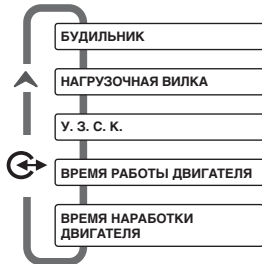 БУДИЛЬНИК
НАГРУЗОЧНАЯ ВИЛКА
У. З. С. К.
ВРЕМЯ РАБОТЫ ДВИГАТЕЛЯ
ВРЕМЯ НАРАБОТКИ
ДВИГАТЕЛЯ